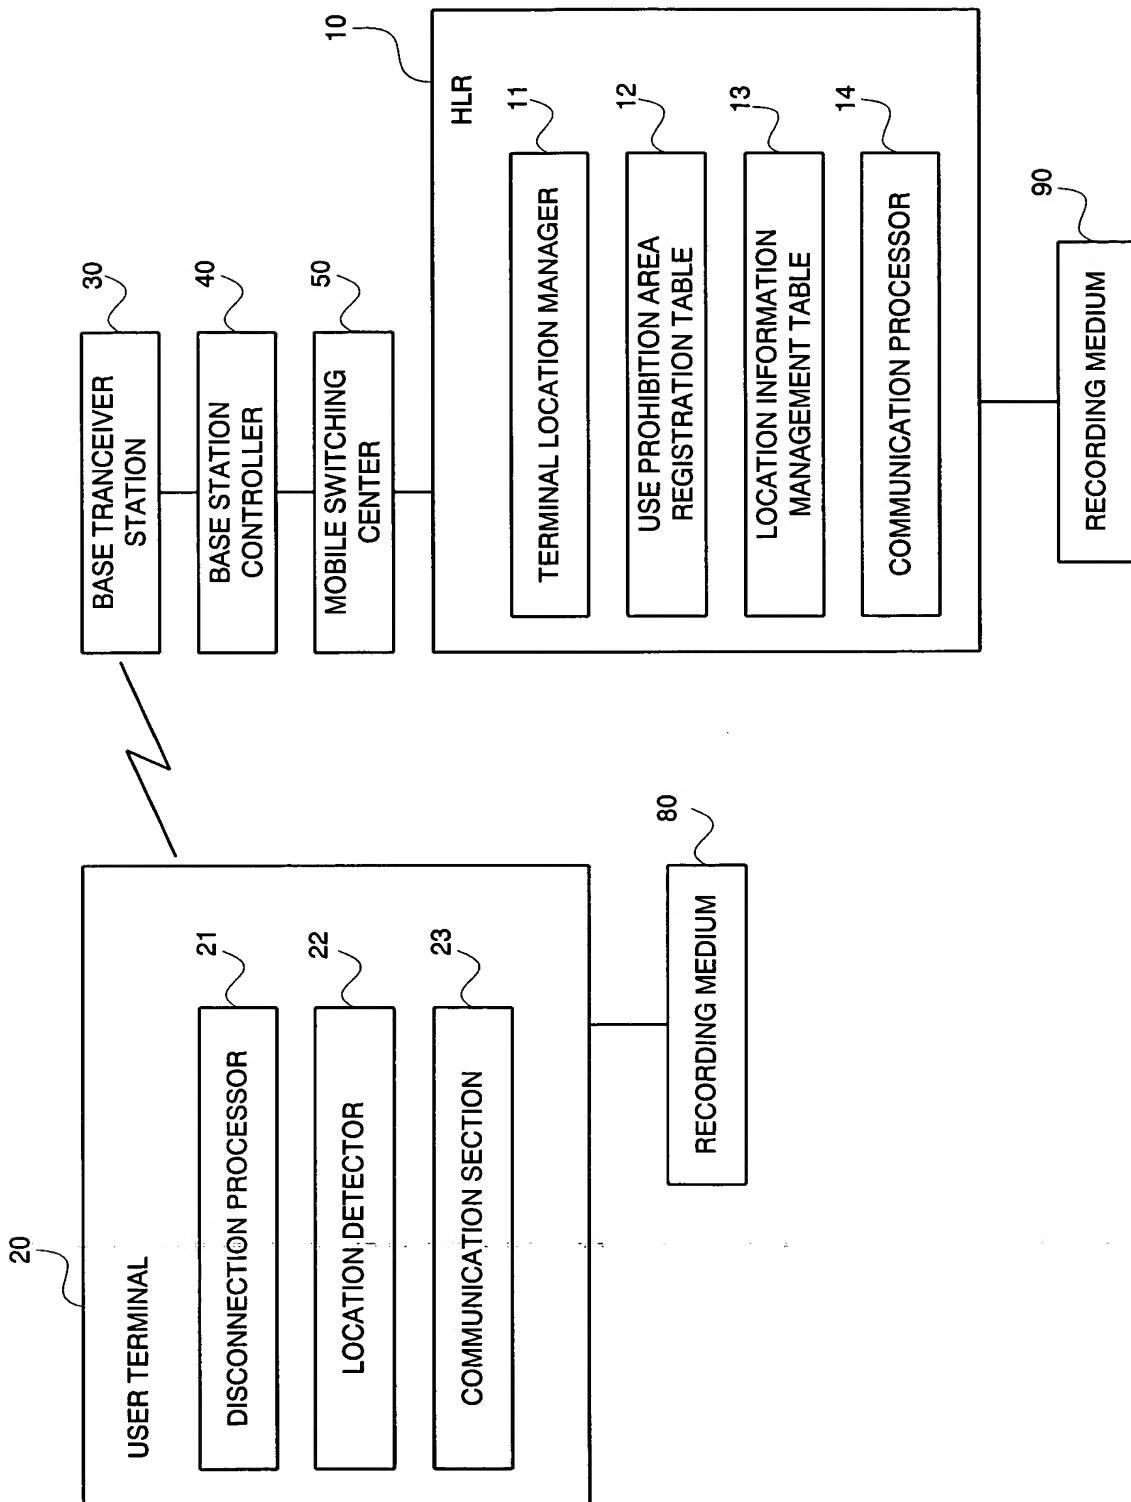 20
USER TERMINAL
21
DISCONNECTION PROCESSOR
22
LOCATION DETECTOR
23
COMMUNICATION SECTION
80
RECORDING MEDIUM
30
BASE TRANCEIVER
STATION
40
BASE STATION
CONTROLLER
50
MOBILE SWITCHING
CENTER
10
HLR
11
TERMINAL LOCATION MANAGER
12
USE PROHIBITION AREA
REGISTRATION TABLE
13
LOCATION INFORMATION
MANAGEMENT TABLE
14
COMMUNICATION PROCESSOR
90
RECORDING MEDIUM